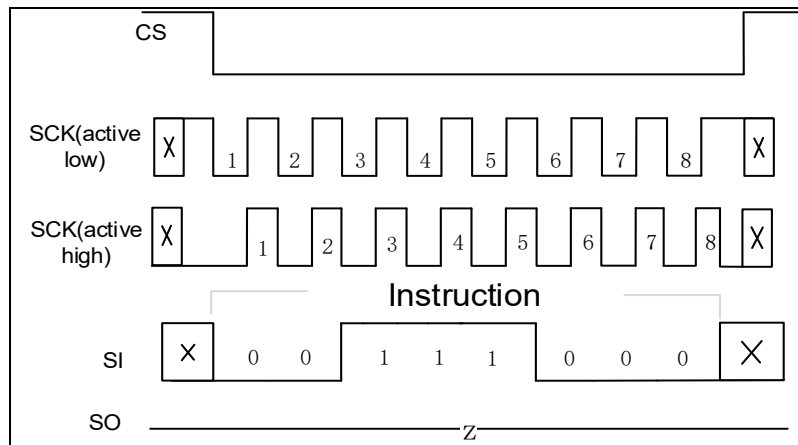 CS
SCK(active
low)
X 1 2 3 4 5 6 7 8 X
SCK(active
high)
X 1 2 3 4 5 6 7 8 X
Instruction
SI X 0 0 1 1 1 0 0 0 X
SO Z